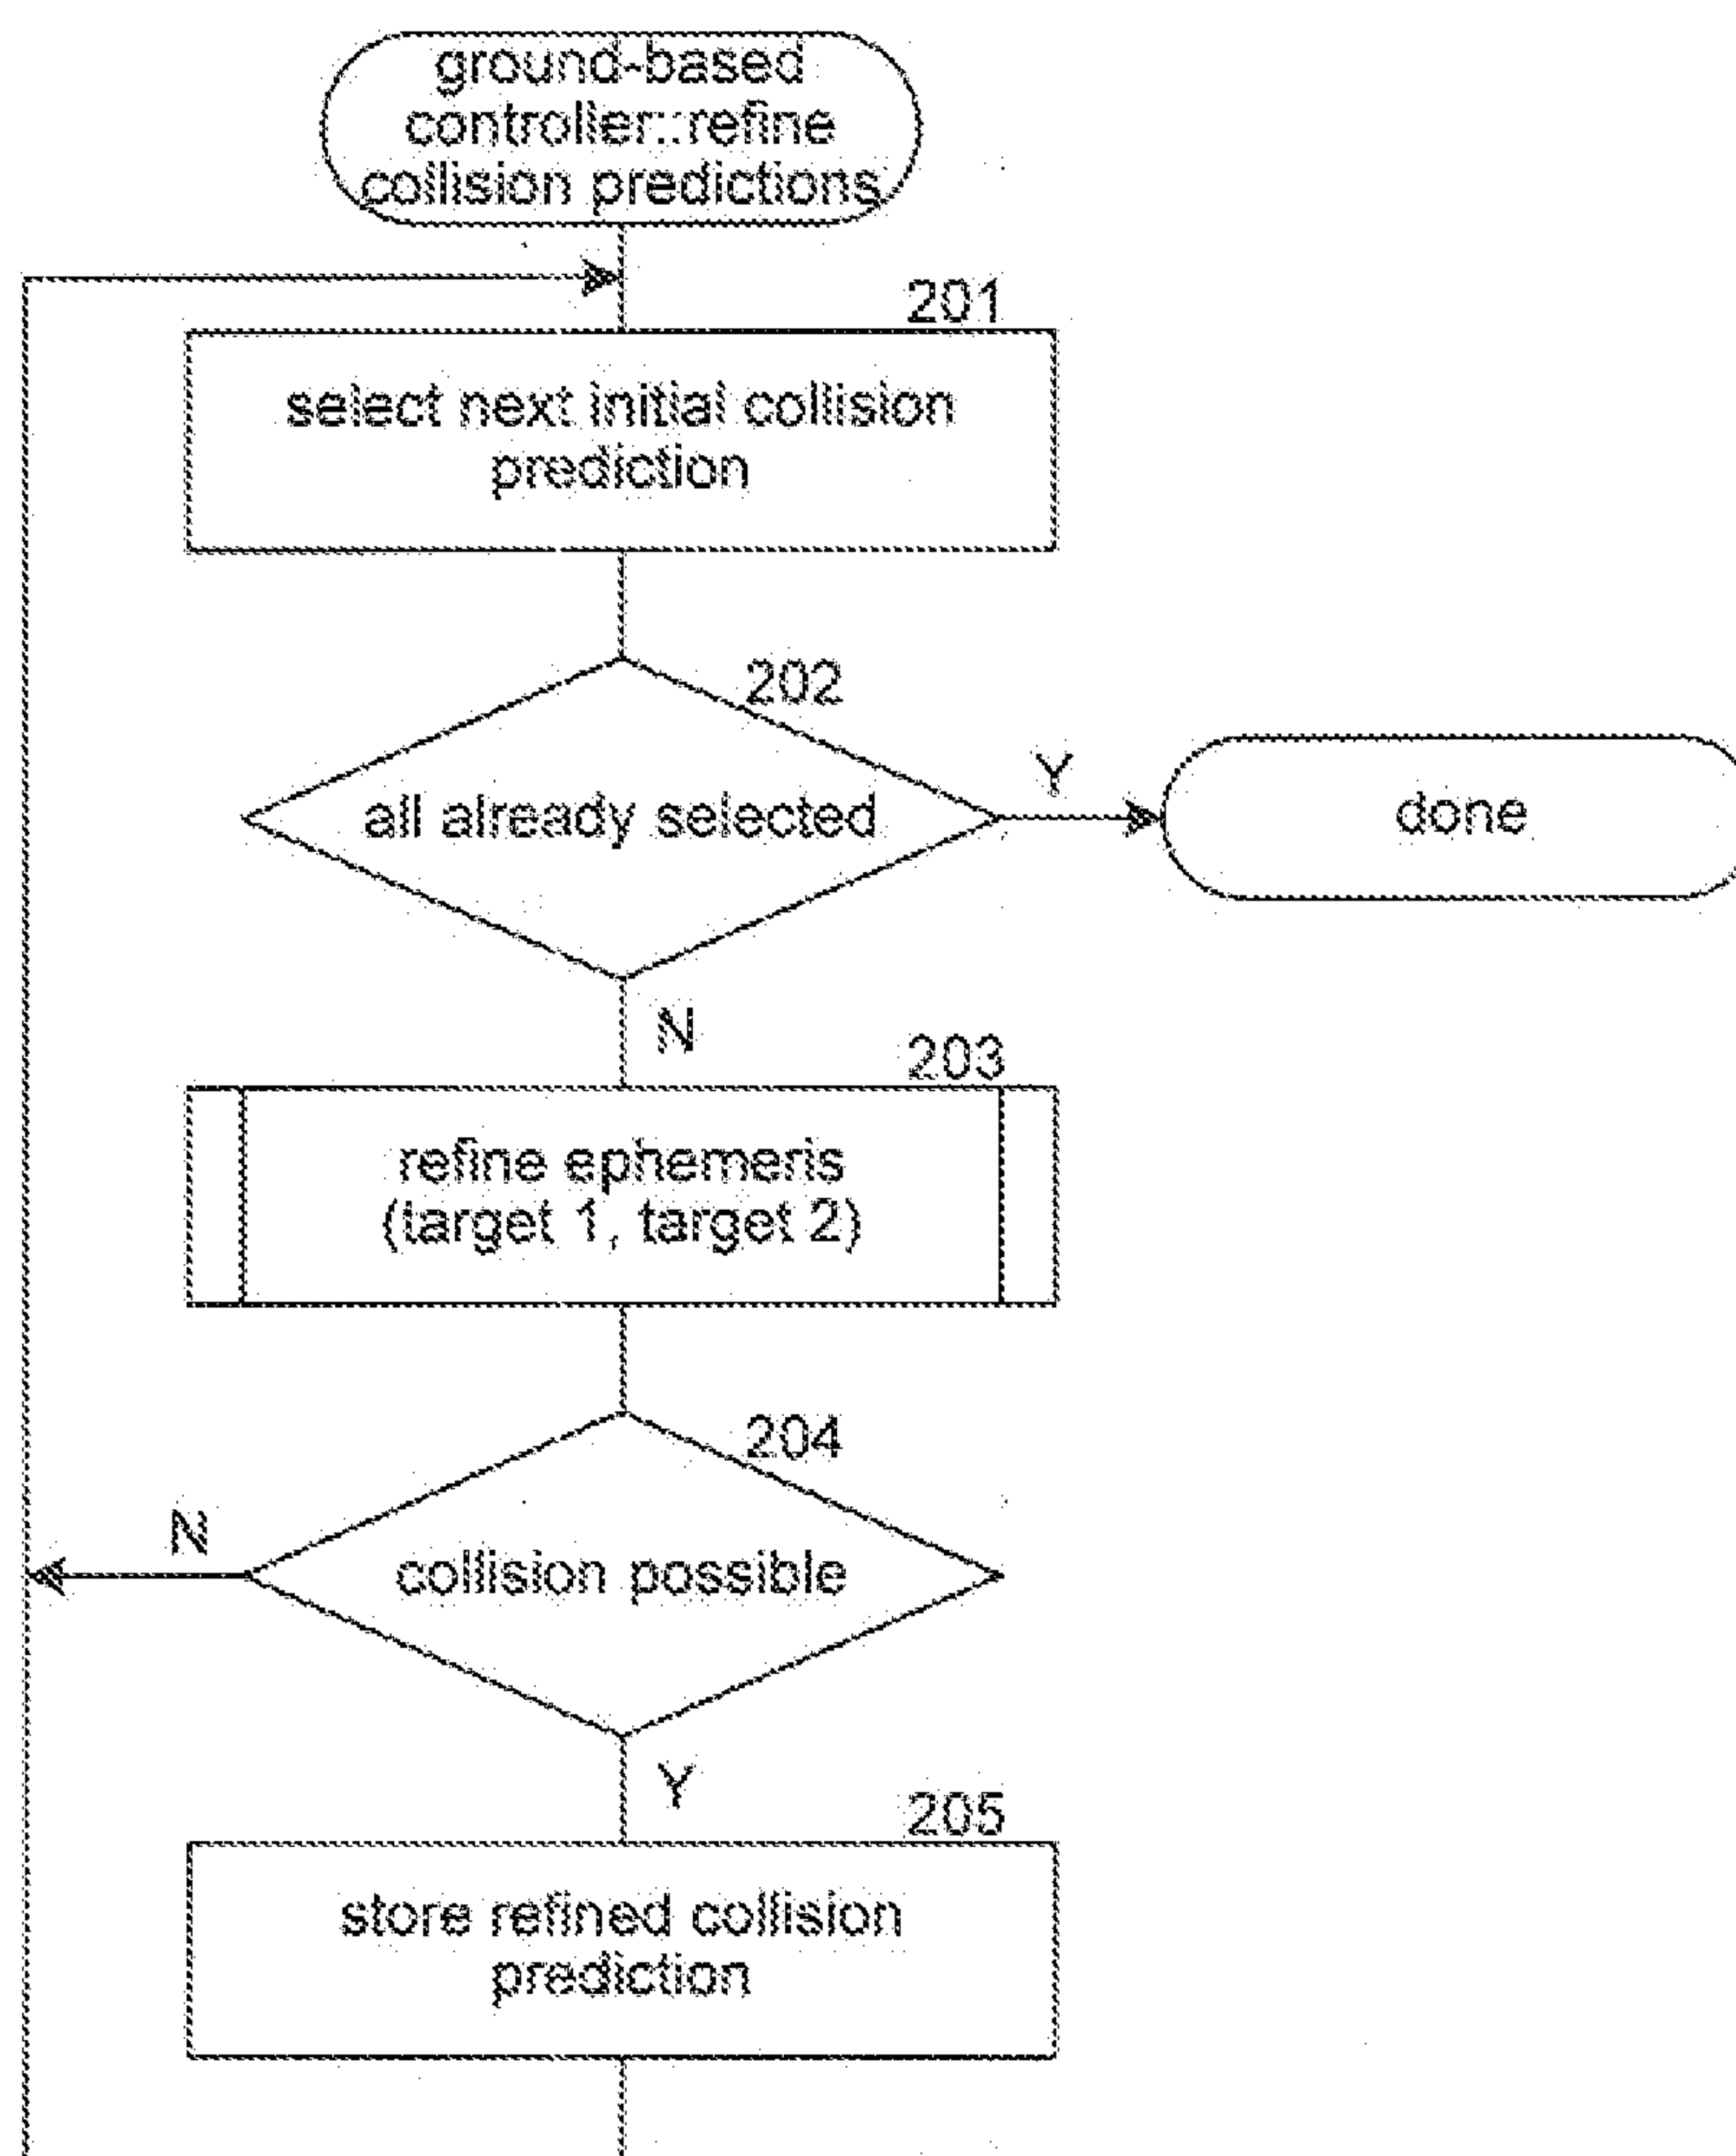 ground-based
controller::refine
collision predictions
201
select next initial collision
prediction
202
all already selected
Y
done
N
203
refine ephemeris
(target 1, target 2)
204
N
collision possible
Y
205
store refined collision
prediction